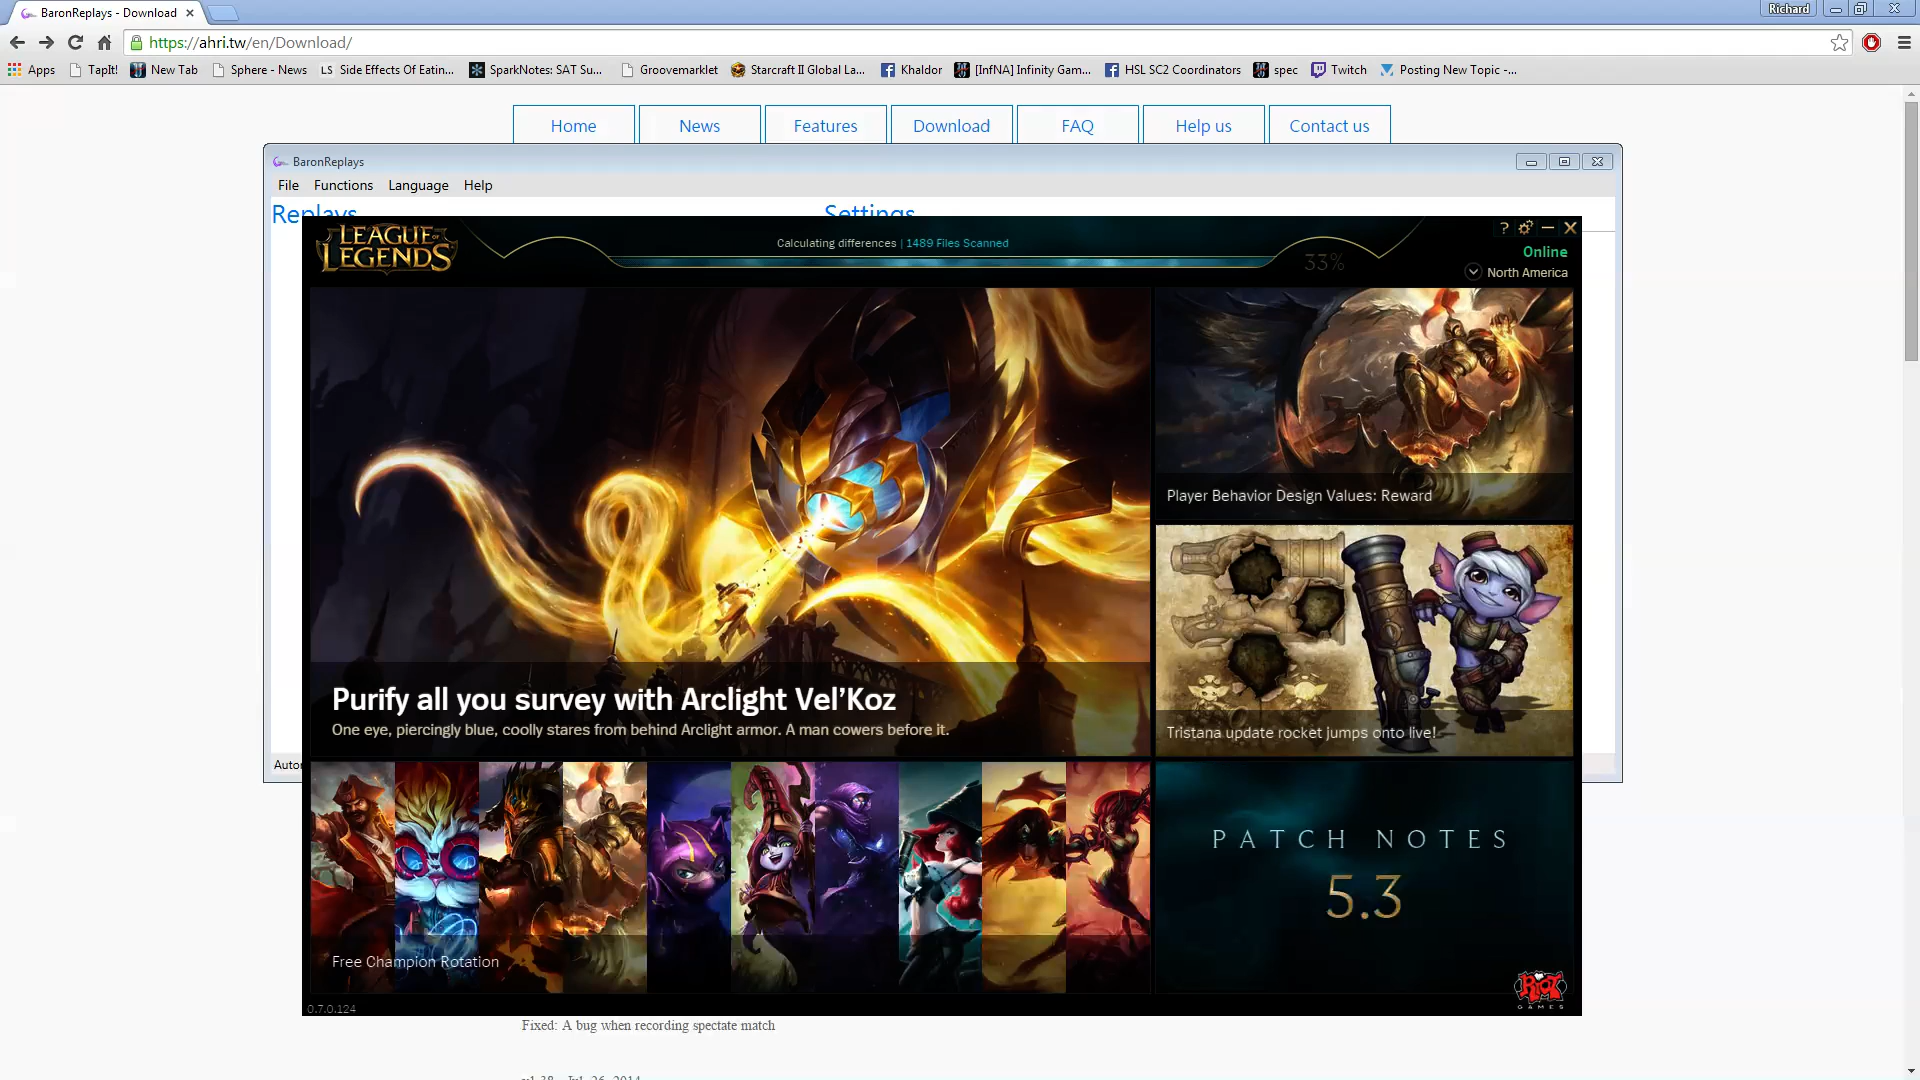 BaronReplays - Download
Richard
https://ahri.tw/en/Download/
Apps
TapIt!
New Tab
Sphere - News
LS Side Effects Of Eatin...
SparkNotes: SAT Su...
Groovemarklet
Starcraft II Global La...
Khaldor
[InfNA] Infinity Gam...
HSL SC2 Coordinators
spec
Twitch
Posting New Topic -...
Home
News
Features
Download
FAQ
Help us
Contact us
BaronReplays
File
Functions
Language
Help
Replays
Settings
LEAGUE OF LEGENDS
Calculating differences | 1489 Files Scanned
33%
?
Online
North America
Purify all you survey with Arclight Vel'Koz
One eye, piercingly blue, coolly stares from behind Arclight armor. A man cowers before it.
Player Behavior Design Values: Reward
Tristana update rocket jumps onto live!
Autor
Free Champion Rotation
PATCH NOTES
5.3
RIOT
GAMES
0.7.0.124
Fixed: A bug when recording spectate match